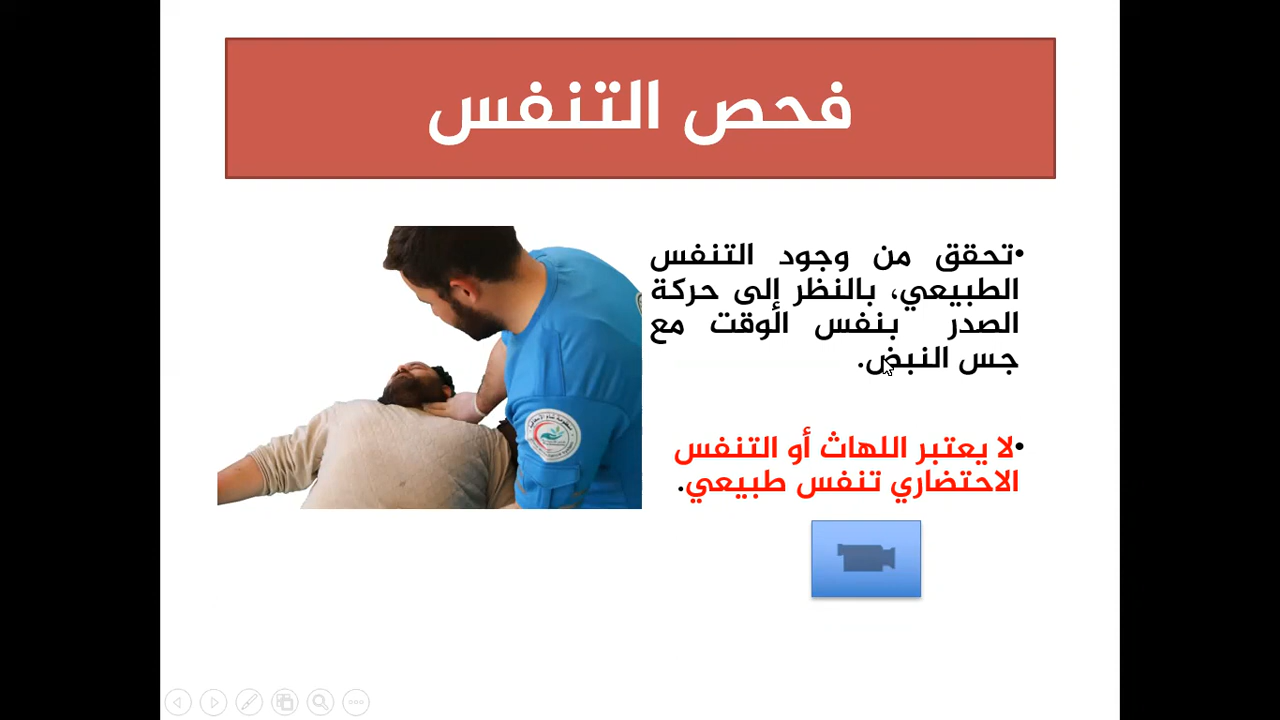 فحص التنفس
•تحقق من وجود التنفس
الطبيعي، بالنظر إلى حركة
الصدر بنفس الوقت مع
جس النبض.
•لا يعتبر اللهاث أو التنفس
الاحتضاري تنفس طبيعي.